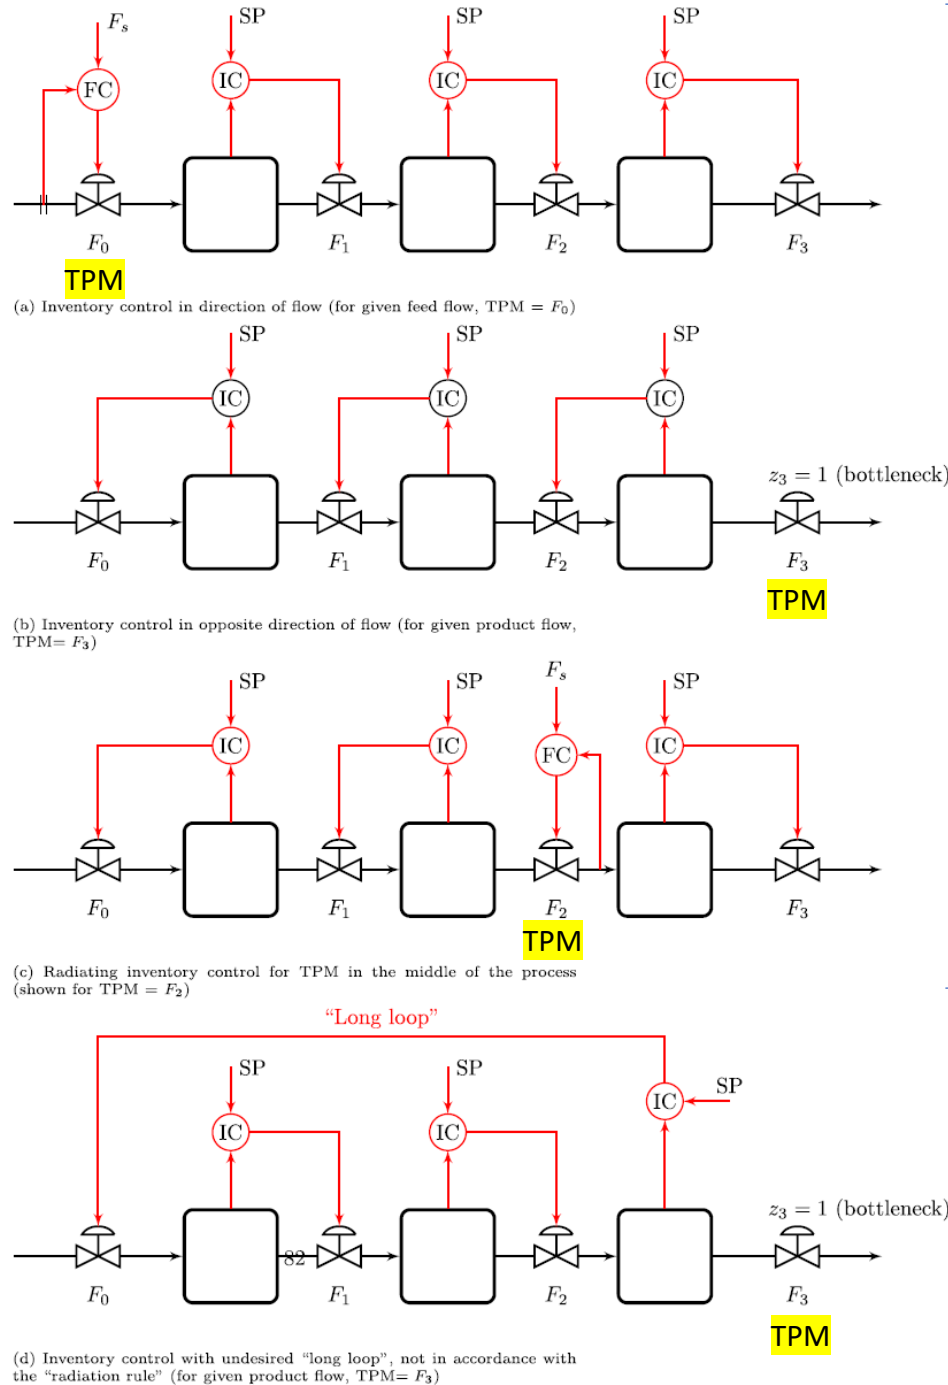 Fs
SP
SP
SP
FC
IC
IC
IC
F0
F1
F2
F3
TPM
(a) Inventory control in direction of flow (for given feed flow, TPM = F0)
SP
SP
SP
IC
IC
IC
z3 = 1 (bottleneck)
F0
F1
F2
F3
TPM
(b) Inventory control in opposite direction of flow (for given product flow,
TPM= F3)
Fs
SP
SP
SP
IC
IC
FC
IC
F0
F1
F2
F3
TPM
(c) Radiating inventory control for TPM in the middle of the process
(shown for TPM = F2)
“Long loop”
SP
SP
SP
IC
IC
IC
z3 = 1 (bottleneck)
82
F0
F1
F2
F3
TPM
(d) Inventory control with undesired “long loop”, not in accordance with
the “radiation rule” (for given product flow, TPM= F3)